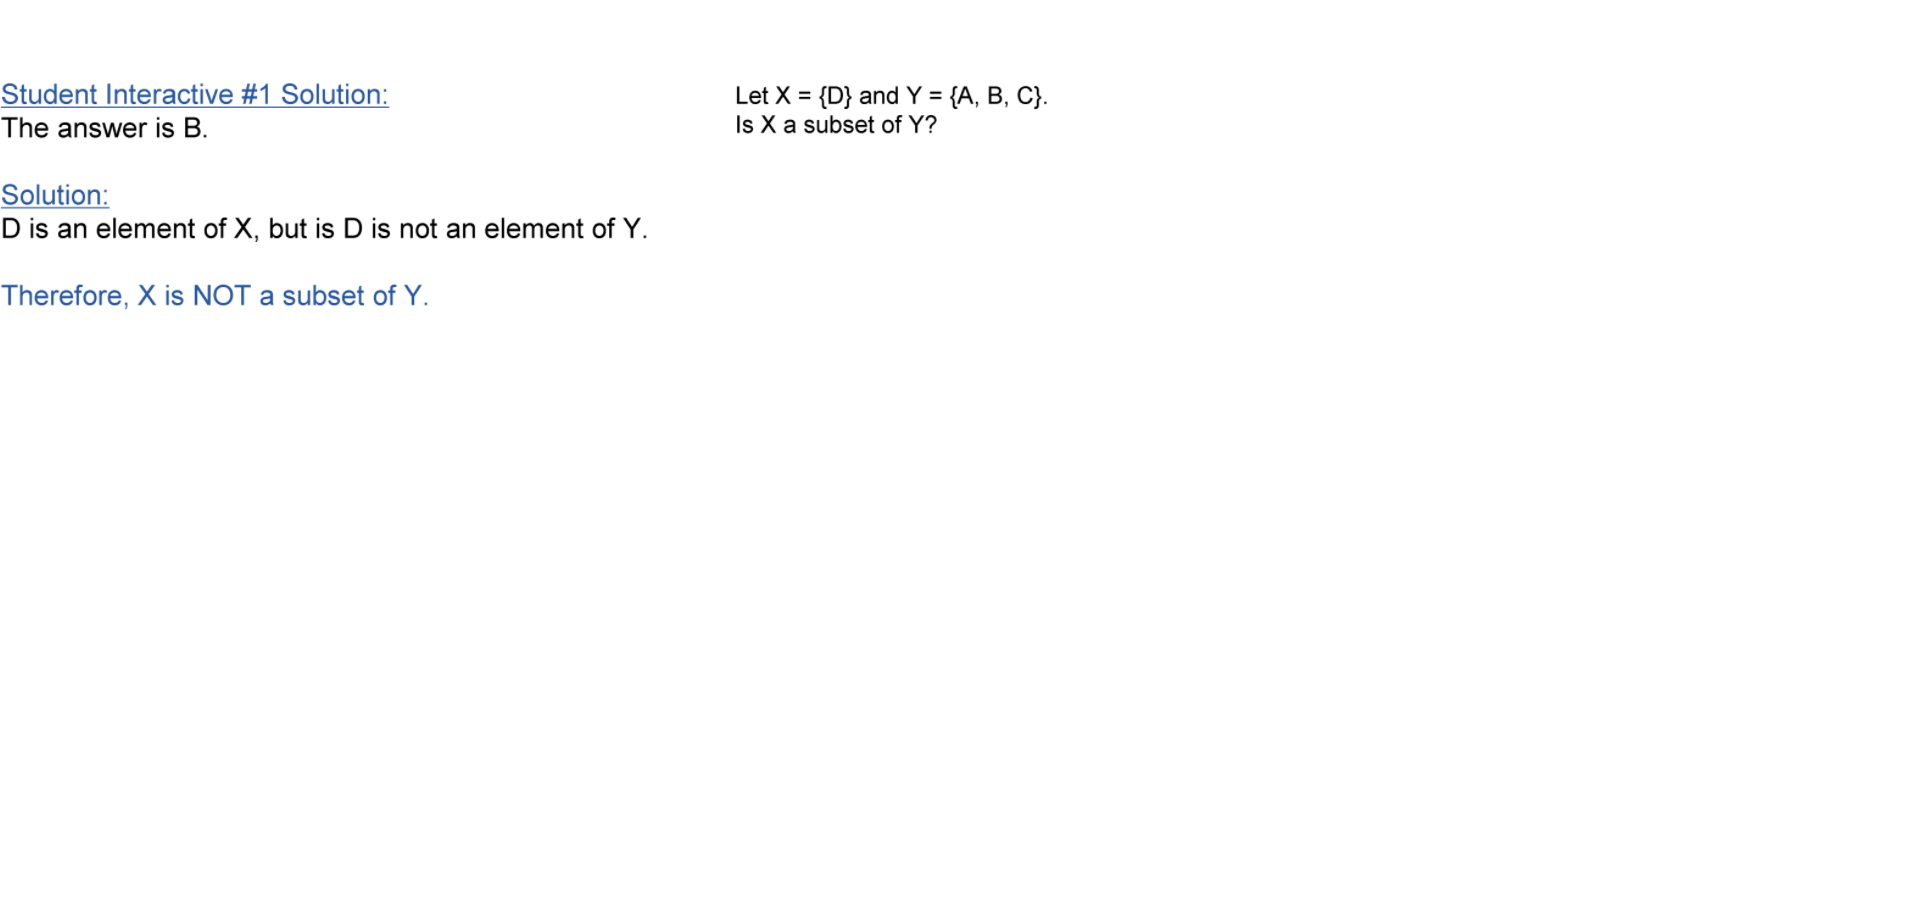 Student Interactive #1 Solution:
The answer is B.
Solution:
D is an element of X, but is D is not an element of Y.
Therefore, X is NOT a subset of Y.
Let X = {D} and Y = {A, B, C}.
Is X a subset of Y?